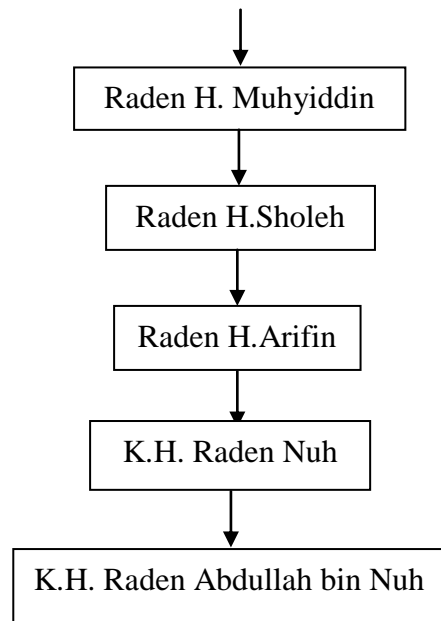 Raden H. Muhyiddin
Raden H.Sholeh
Raden H.Arifin
K.H. Raden Nuh
K.H. Raden Abdullah bin Nuh